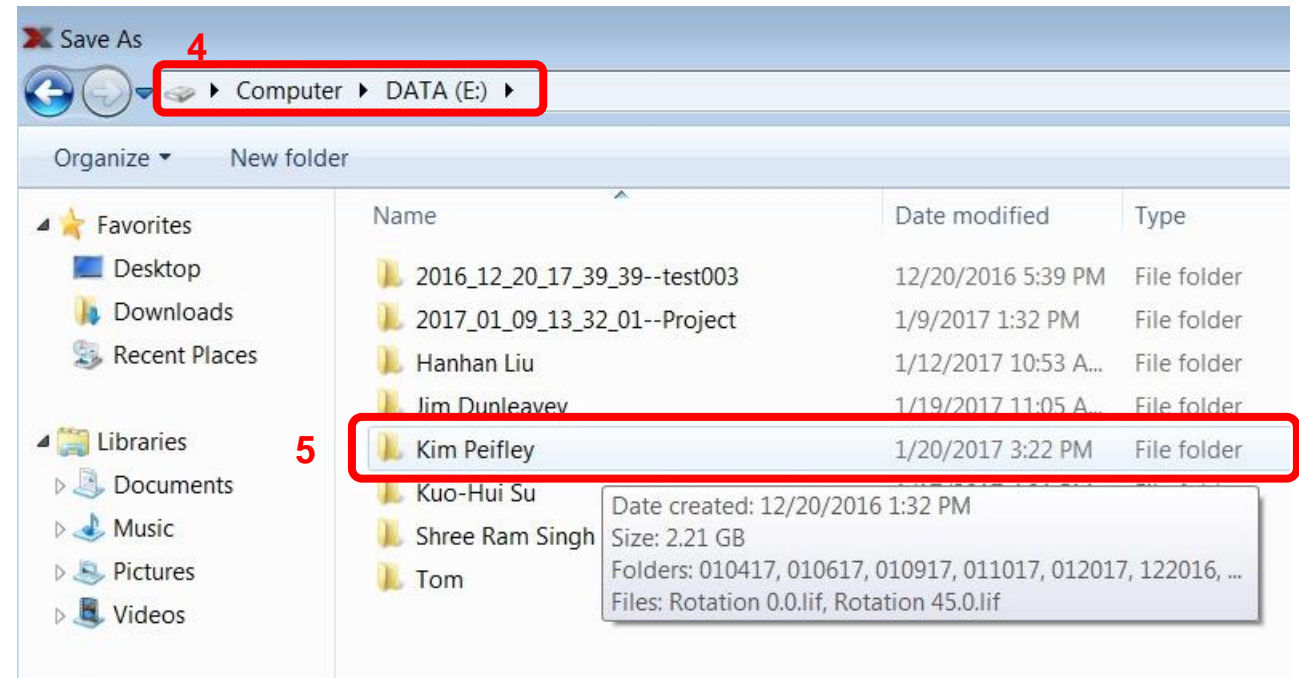 Save As
4
Computer DATA (E:)
Organize New folder
Favorites
Desktop
Downloads
Recent Places
Libraries
Documents
Music
Pictures
Videos
Name Date modified Type
2016_12_20_17_39_39--test003 12/20/2016 5:39 PM File folder
2017_01_09_13_32_01--Project 1/9/2017 1:32 PM File folder
Hanhan Liu 1/12/2017 10:53 A... File folder
Jim Dunleavey 1/19/2017 11:05 A... File folder
5
Kim Peifley 1/20/2017 3:22 PM File folder
Kuo-Hui Su
Shree Ram Singh
Tom
Date created: 12/20/2016 1:32 PM
Size: 2.21 GB
Folders: 010417, 010617, 010917, 011017, 012017, 122016, ...
Files: Rotation 0.0.lif, Rotation 45.0.lif